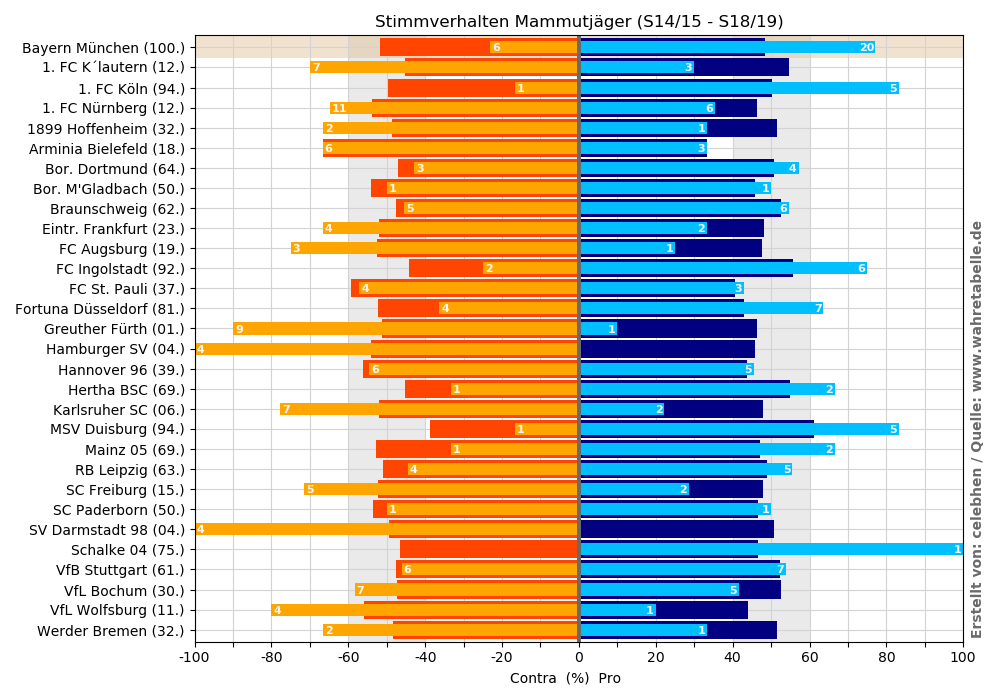 Stimmverhalten Mammutjäger (S14/15 - S18/19)
Bayern München (100.) 6 20
1. FC K´lautern (12.) 7 3
1. FC Köln (94.) 1 5
1. FC Nürnberg (12.) 11 6
1899 Hoffenheim (32.) 2 1
Arminia Bielefeld (18.) 6 3
Bor. Dortmund (64.) 3 4
Bor. M'Gladbach (50.) 1 1
Braunschweig (62.) 5 6
Eintr. Frankfurt (23.) 4 2
FC Augsburg (19.) 3 1
FC Ingolstadt (92.) 2 6
FC St. Pauli (37.) 4 3
Fortuna Düsseldorf (81.) 4 7
Greuther Fürth (01.) 9 1
Hamburger SV (04.) 4
Hannover 96 (39.) 6 5
Hertha BSC (69.) 1 2
Karlsruher SC (06.) 7 2
MSV Duisburg (94.) 1 5
Mainz 05 (69.) 1 2
RB Leipzig (63.) 4 5
SC Freiburg (15.) 5 2
SC Paderborn (50.) 1 1
SV Darmstadt 98 (04.) 4
Schalke 04 (75.) 1
VfB Stuttgart (61.) 6 7
VfL Bochum (30.) 7 5
VfL Wolfsburg (11.) 4 1
Werder Bremen (32.) 2 1
-100 -80 -60 -40 -20 0 20 40 60 80 100
Contra (%) Pro
Erstellt von: celebhen / Quelle: www.wahretabelle.de